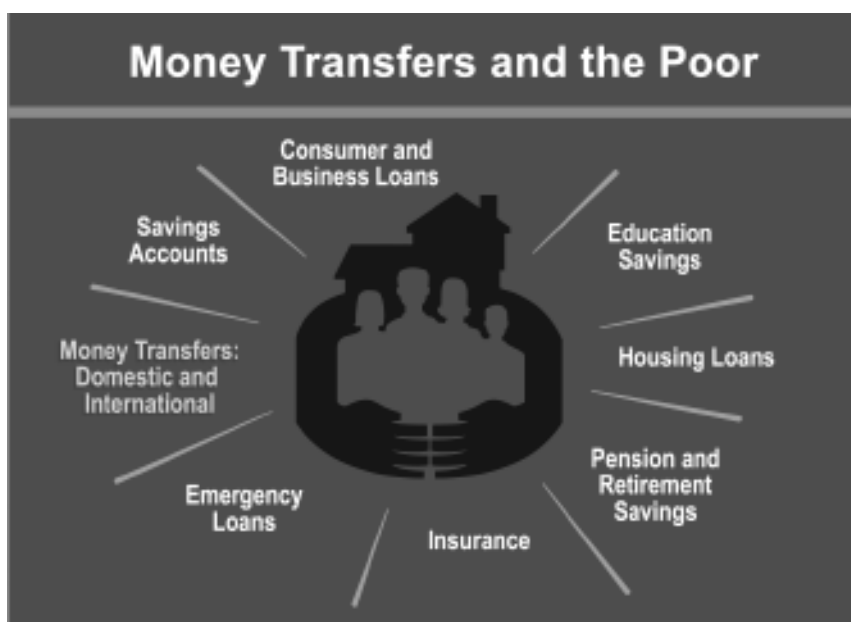 Money Transfers and the Poor
Consumer and
Business Loans
Savings
Accounts
Education
Savings
Money Transfers:
Domestic and
International
Housing Loans
Emergency
Loans
Pension and
Retirement
Savings
Insurance